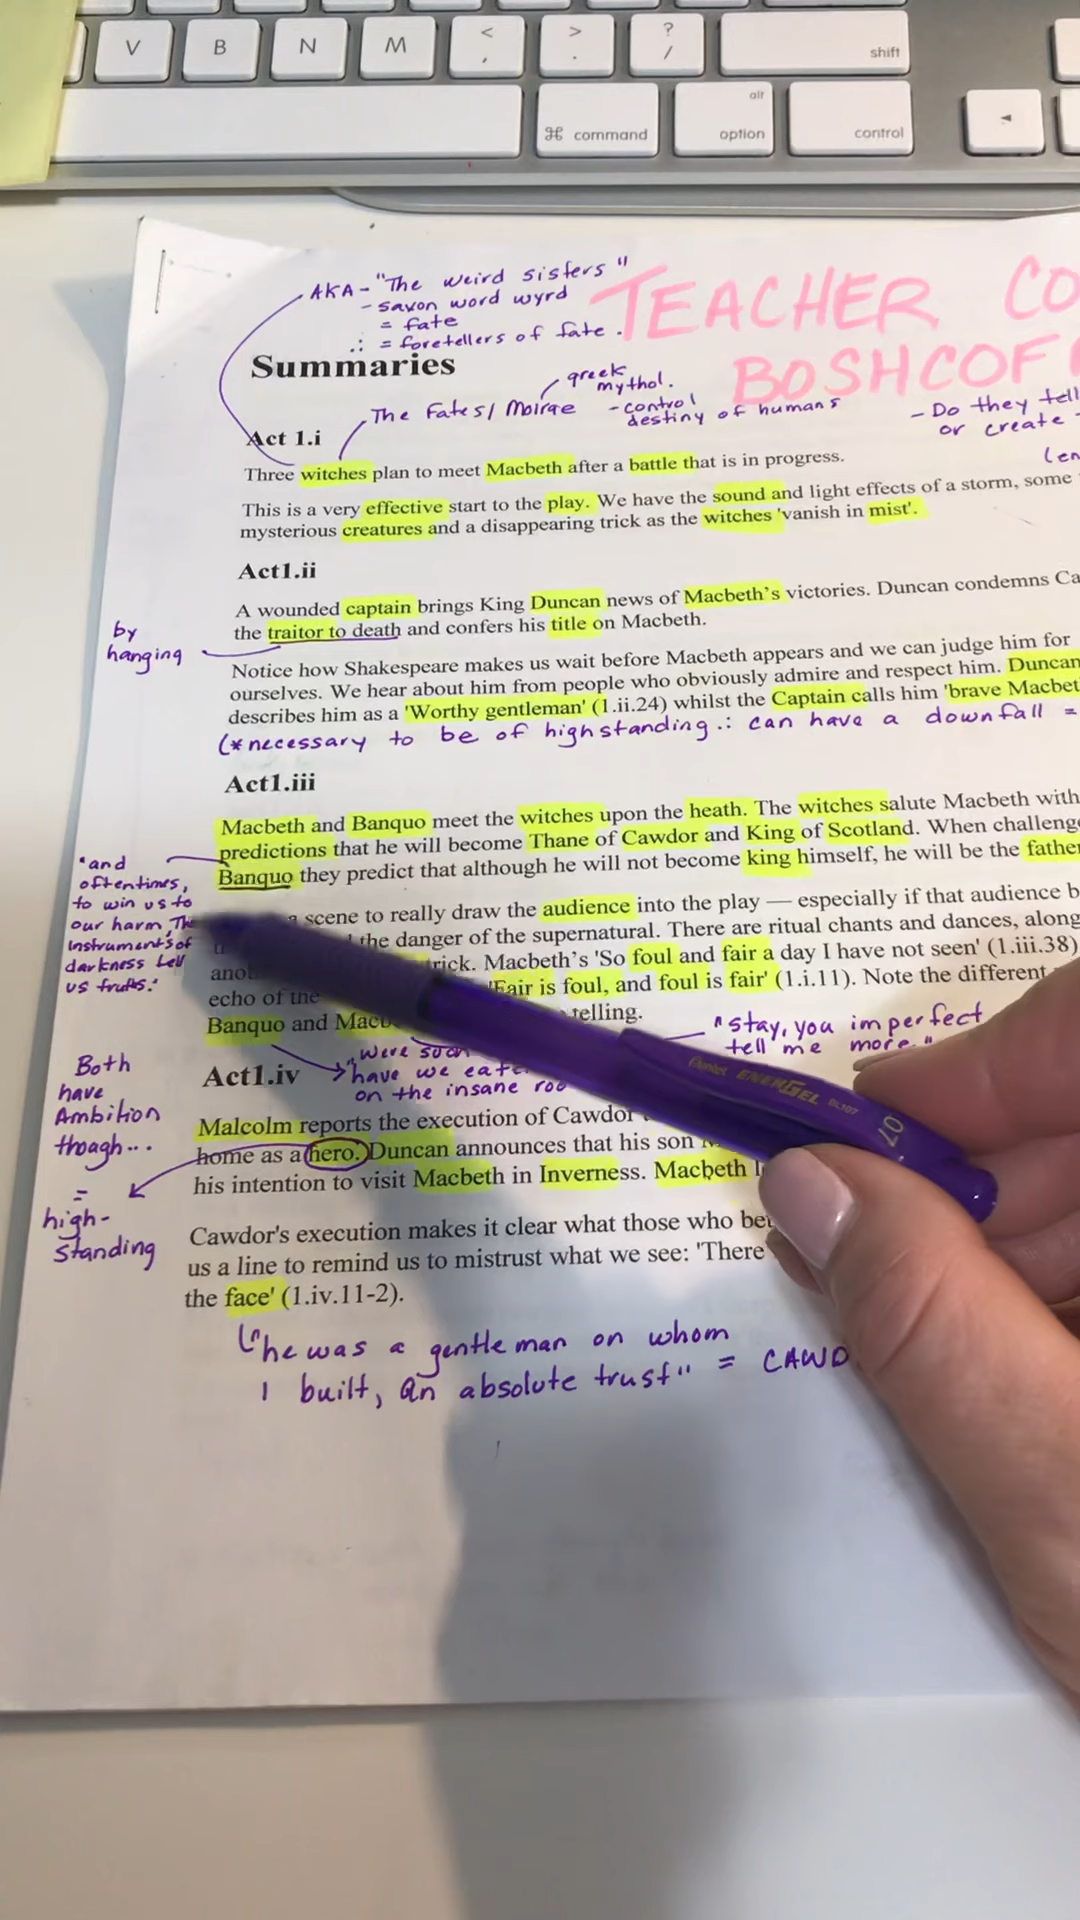 V B N M < , > . ? / shift
⌘ command alt option control ◄
AKA - "The weird sisters"
- saxon word wyrd
= fate
∴ = foretellers of fate.
TEACHER CO
BOSHCOF
Summaries
greek
mythol.
The Fates / Moirae - control
destiny of humans
- Do they tell
or create
Act 1.i
Three witches plan to meet Macbeth after a battle that is in progress.
This is a very effective start to the play. We have the sound and light effects of a storm, some
mysterious creatures and a disappearing trick as the witches 'vanish in mist'.
Act1.ii
A wounded captain brings King Duncan news of Macbeth's victories. Duncan condemns Ca
the traitor to death and confers his title on Macbeth.
by
hanging
Notice how Shakespeare makes us wait before Macbeth appears and we can judge him for
ourselves. We hear about him from people who obviously admire and respect him. Duncan
describes him as a 'Worthy gentleman' (1.ii.24) whilst the Captain calls him 'brave Macbet
(*necessary to be of highstanding ∴ can have a downfall =
Act1.iii
Macbeth and Banquo meet the witches upon the heath. The witches salute Macbeth with
predictions that he will become Thane of Cawdor and King of Scotland. When challeng
Banquo they predict that although he will not become king himself, he will be the father
"and
oftentimes,
to win us to
our harm, The
instruments of
darkness tell
us truths."
a scene to really draw the audience into the play — especially if that audience b
the danger of the supernatural. There are ritual chants and dances, along
trick. Macbeth's 'So foul and fair a day I have not seen' (1.iii.38)
echo of the 'Fair is foul, and foul is fair' (1.i.11). Note the different
Banquo and Macb telling.
"Stay, you imperfect
tell me more."
"Were such
have we eat
on the insane roo
Both
have
Ambition
though...
=
high-
standing
Act1.iv
Malcolm reports the execution of Cawdor
home as a hero. Duncan announces that his son
his intention to visit Macbeth in Inverness. Macbeth
Cawdor's execution makes it clear what those who bet
us a line to remind us to mistrust what we see: 'There
the face' (1.iv.11-2).
"he was a gentleman on whom
I built, an absolute trust" = CAWD
Pentel ENERGEL BL107
07